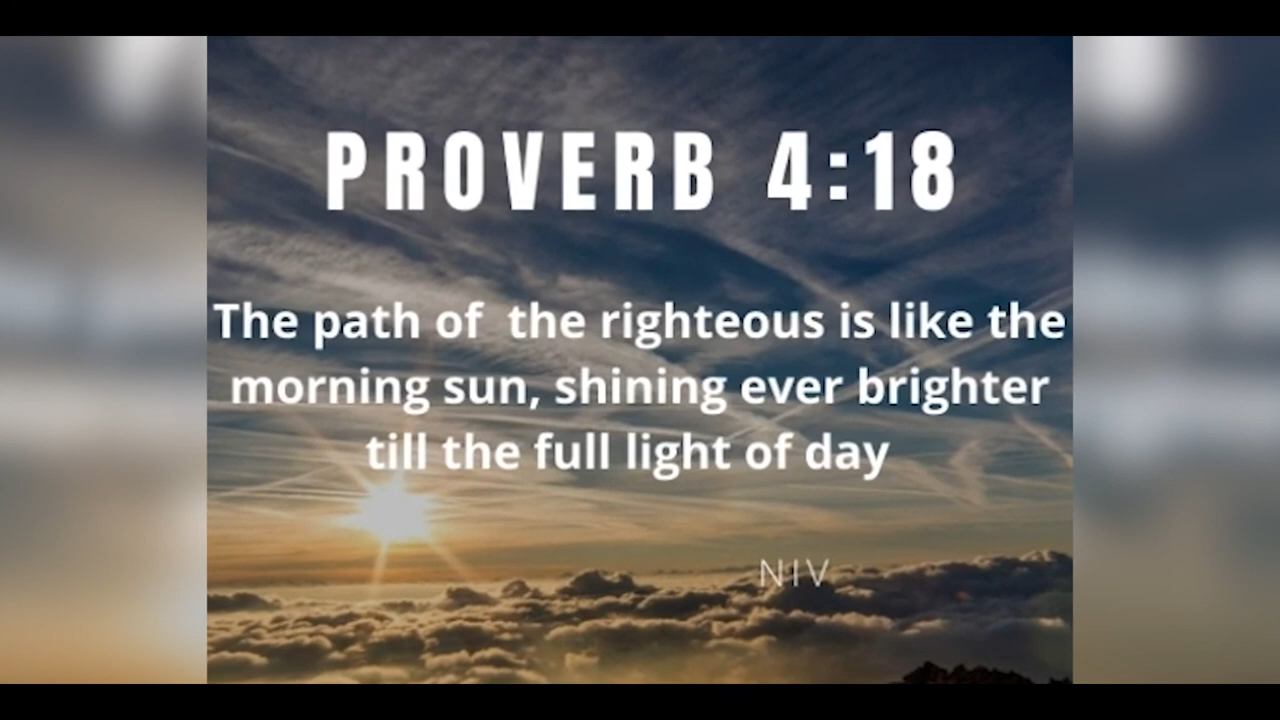 PROVERB 4:18
The path of the righteous is like the
morning sun, shining ever brighter
till the full light of day
NIV